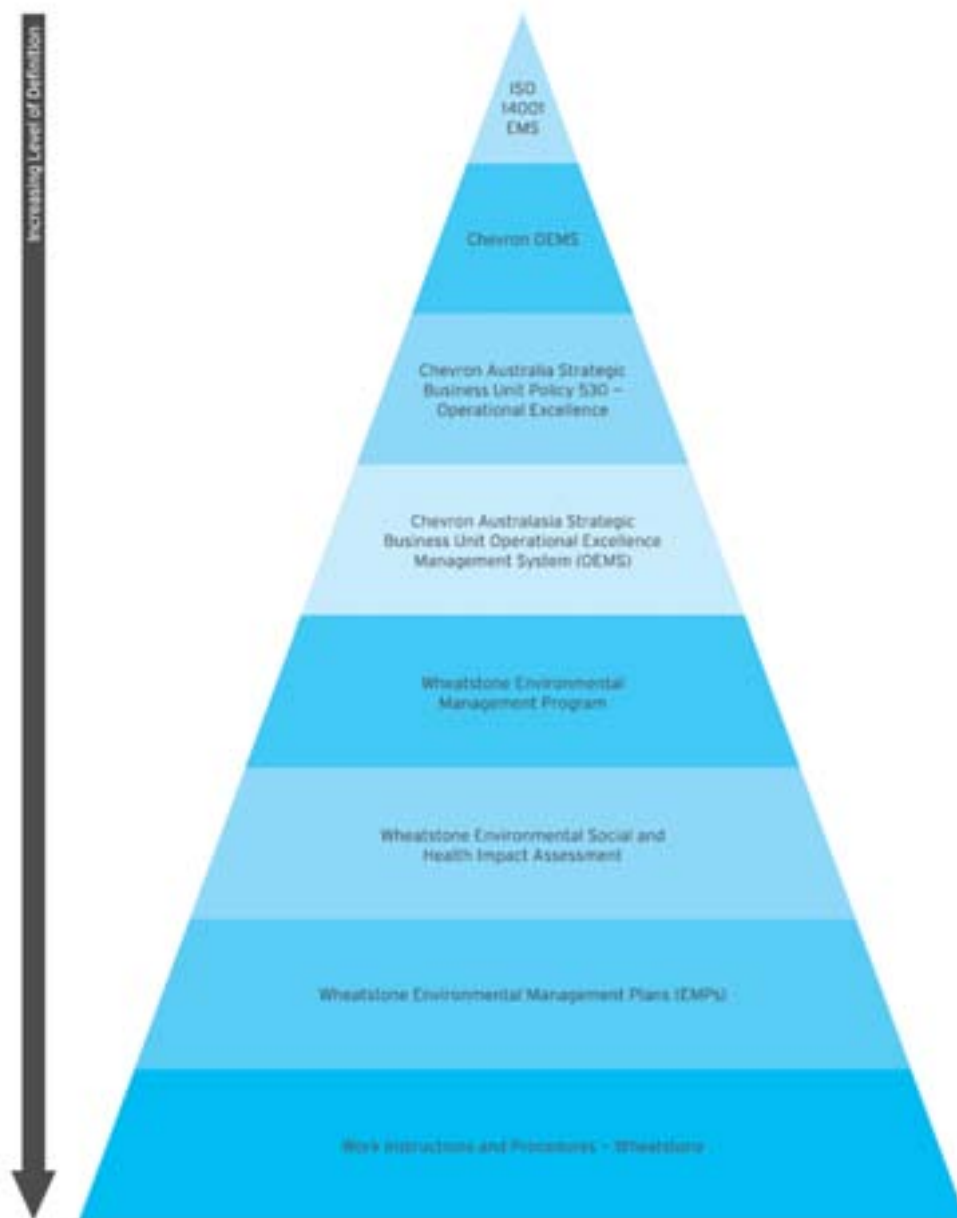 Increasing Level of Definition
ISO
14001
EMS
Chevron OEMS
Chevron Australia Strategic
Business Unit Policy 530 –
Operational Excellence
Chevron Australasia Strategic
Business Unit Operational Excellence
Management System (OEMS)
Wheatstone Environmental
Management Program
Wheatstone Environmental Social and
Health Impact Assessment
Wheatstone Environmental Management Plans (EMPs)
Work Instructions and Procedures – Wheatstone